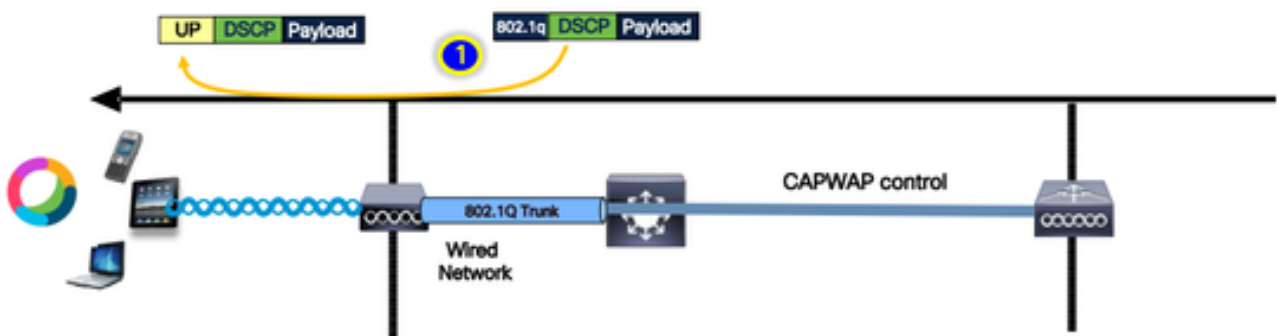 UP DSCP Payload
802.1q DSCP Payload
1
CAPWAP control
802.1Q Trunk
Wired
Network